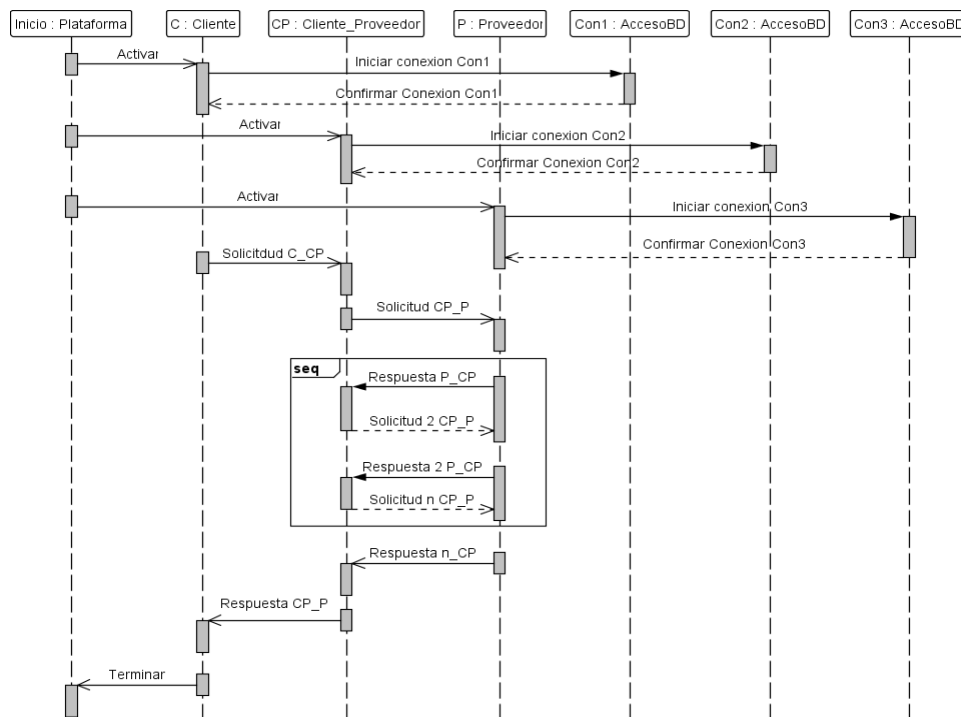 Inicio : Plataforma
C : Cliente
CP : Cliente_Proveedor
P : Proveedor
Con1 : AccesoBD
Con2 : AccesoBD
Con3 : AccesoBD
Activar
Iniciar conexion Con1
Confirmar Conexion Con1
Activar
Iniciar conexion Con2
Confirmar Conexion Con2
Activar
Iniciar conexion Con3
Confirmar Conexion Con3
Solicitdud C_CP
Solicitud CP_P
seq
Respuesta P_CP
Solicitud 2 CP_P
Respuesta 2 P_CP
Solicitud n CP_P
Respuesta n_CP
Respuesta CP_P
Terminar